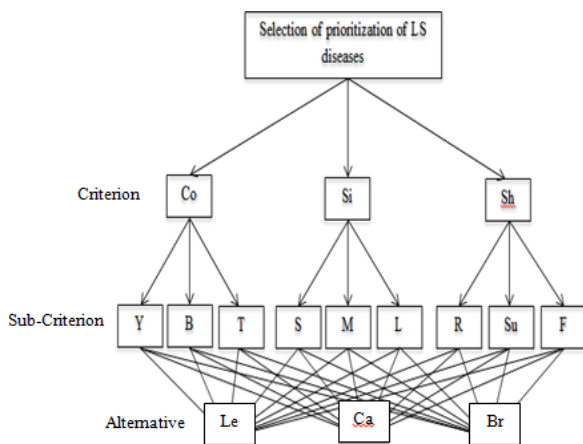 Selection of prioritization of LS
diseases
Criterion
Co
Si
Sh
Sub-Criterion
Y
B
T
S
M
L
R
Su
F
Alternative
Le
Ca
Br